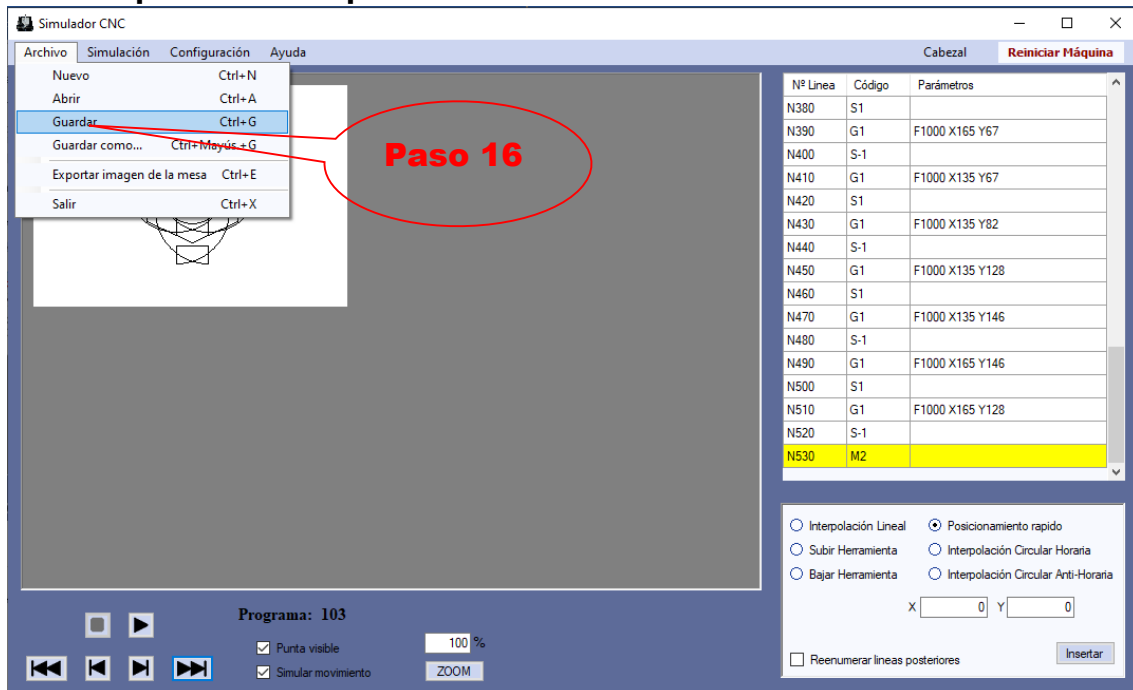 Simulador CNC
Archivo Simulación Configuración Ayuda Cabezal Reiniciar Máquina
Nuevo Ctrl+N
Abrir Ctrl+A
Guardar Ctrl+G
Guardar como... Ctrl+Mayús.+G
Exportar imagen de la mesa Ctrl+E
Salir Ctrl+X
Paso 16
Nº Linea Código Parámetros
N380 S1
N390 G1 F1000 X165 Y67
N400 S-1
N410 G1 F1000 X135 Y67
N420 S1
N430 G1 F1000 X135 Y82
N440 S-1
N450 G1 F1000 X135 Y128
N460 S1
N470 G1 F1000 X135 Y146
N480 S-1
N490 G1 F1000 X165 Y146
N500 S1
N510 G1 F1000 X165 Y128
N520 S-1
N530 M2
Interpolación Lineal Posicionamiento rapido
Subir Herramienta Interpolación Circular Horaria
Bajar Herramienta Interpolación Circular Anti-Horaria
X 0 Y 0
Reenumerar lineas posteriores Insertar
Programa: 103
Punta visible 100 %
Simular movimiento ZOOM